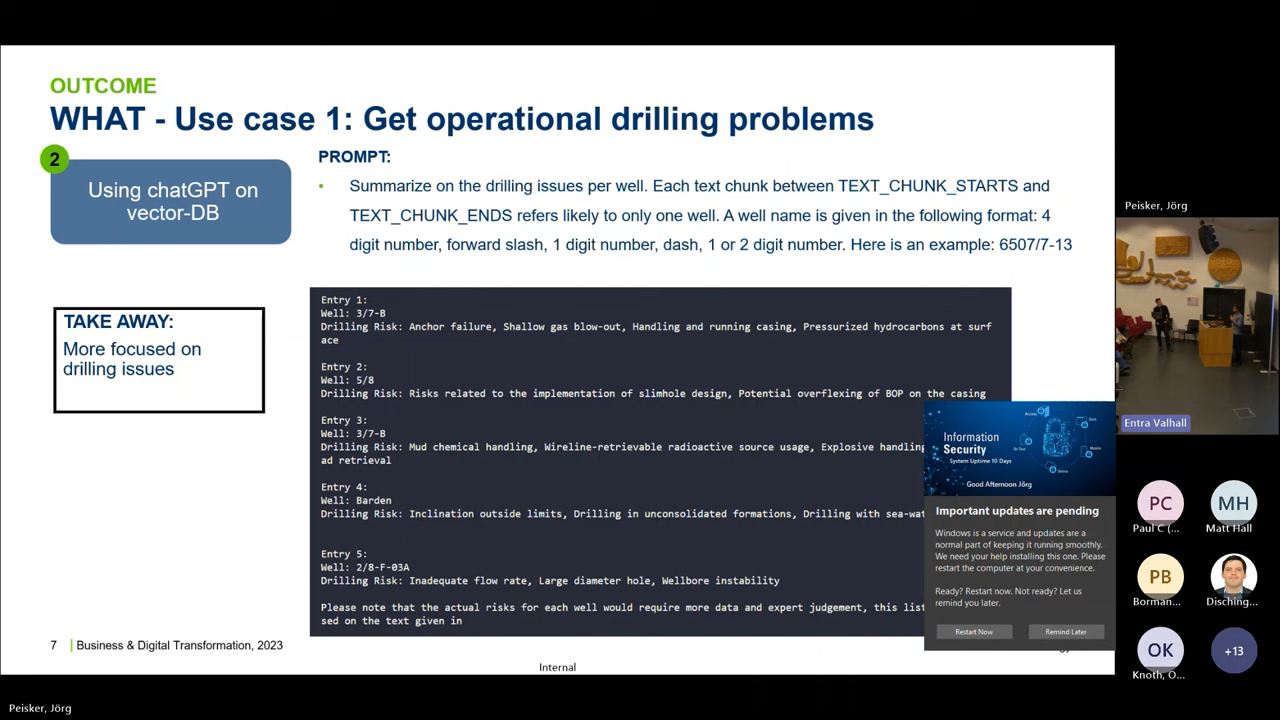 OUTCOME
WHAT - Use case 1: Get operational drilling problems
2
Using chatGPT on
vector-DB
PROMPT:
• Summarize on the drilling issues per well. Each text chunk between TEXT_CHUNK_STARTS and
TEXT_CHUNK_ENDS refers likely to only one well. A well name is given in the following format: 4
digit number, forward slash, 1 digit number, dash, 1 or 2 digit number. Here is an example: 6507/7-13
TAKE AWAY:
More focused on
drilling issues
Entry 1:
Well: 3/7-B
Drilling Risk: Anchor failure, Shallow gas blow-out, Handling and running casing, Pressurized hydrocarbons at surf
ace
Entry 2:
Well: 5/8
Drilling Risk: Risks related to the implementation of slimhole design, Potential overflexing of BOP on the casing
Entry 3:
Well: 3/7-B
Drilling Risk: Mud chemical handling, Wireline-retrievable radioactive source usage, Explosive handling
ad retrieval
Entry 4:
Well: Barden
Drilling Risk: Inclination outside limits, Drilling in unconsolidated formations, Drilling with sea-wat
Entry 5:
Well: 2/8-F-03A
Drilling Risk: Inadequate flow rate, Large diameter hole, Wellbore instability
Please note that the actual risks for each well would require more data and expert judgement, this list
sed on the text given in
7 | Business & Digital Transformation, 2023
Internal
Information
Security
System Uptime 10 Days
Good Afternoon Jörg
Important updates are pending
Windows is a service and updates are a
normal part of keeping it running smoothly.
We need your help installing this one. Please
restart the computer at your convenience.
Ready? Restart now. Not ready? Let us
remind you later.
Restart Now
Remind Later
Peisker, Jörg
Entra Valhall
PC
Paul C (...
MH
Matt Hall
PB
Borman...
Disching...
OK
Knoth, O...
+13
Peisker, Jörg